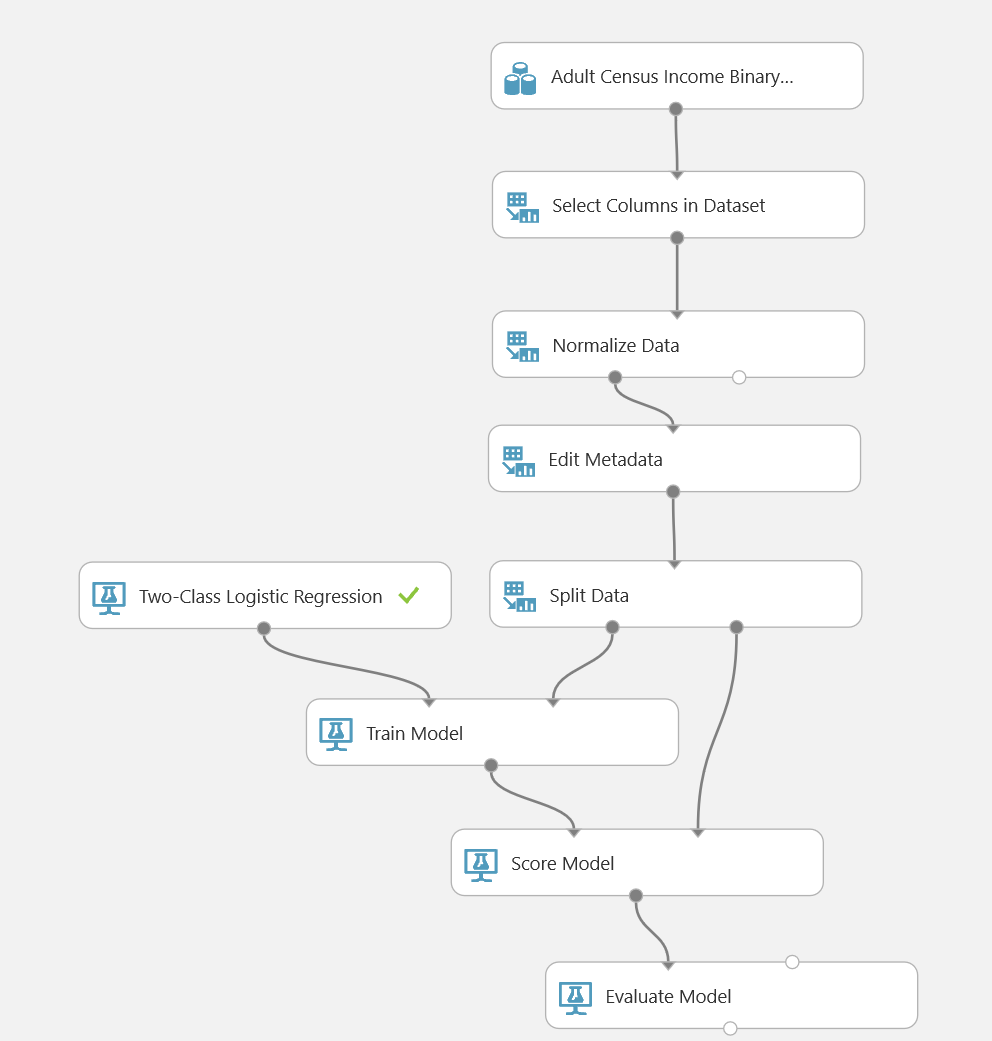 Adult Census Income Binary...
Select Columns in Dataset
Normalize Data
Edit Metadata
Two-Class Logistic Regression
Split Data
Train Model
Score Model
Evaluate Model